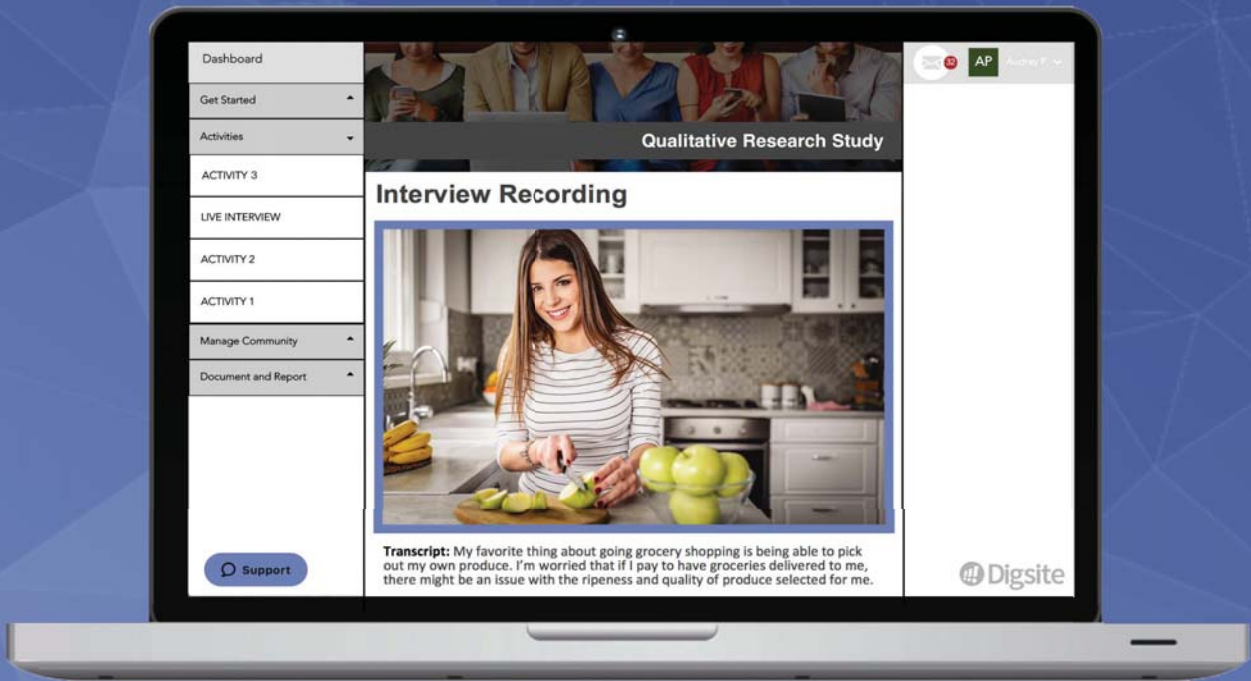 Dashboard
Get Started
Activities
ACTIVITY 3
LIVE INTERVIEW
ACTIVITY 2
ACTIVITY 1
Manage Community
Document and Report
Support
Qualitative Research Study
Interview Recording
Transcript: My favorite thing about going grocery shopping is being able to pick
out my own produce. I'm worried that if I pay to have groceries delivered to me,
there might be an issue with the ripeness and quality of produce selected for me.
32
AP
Audrey P.
Digsite